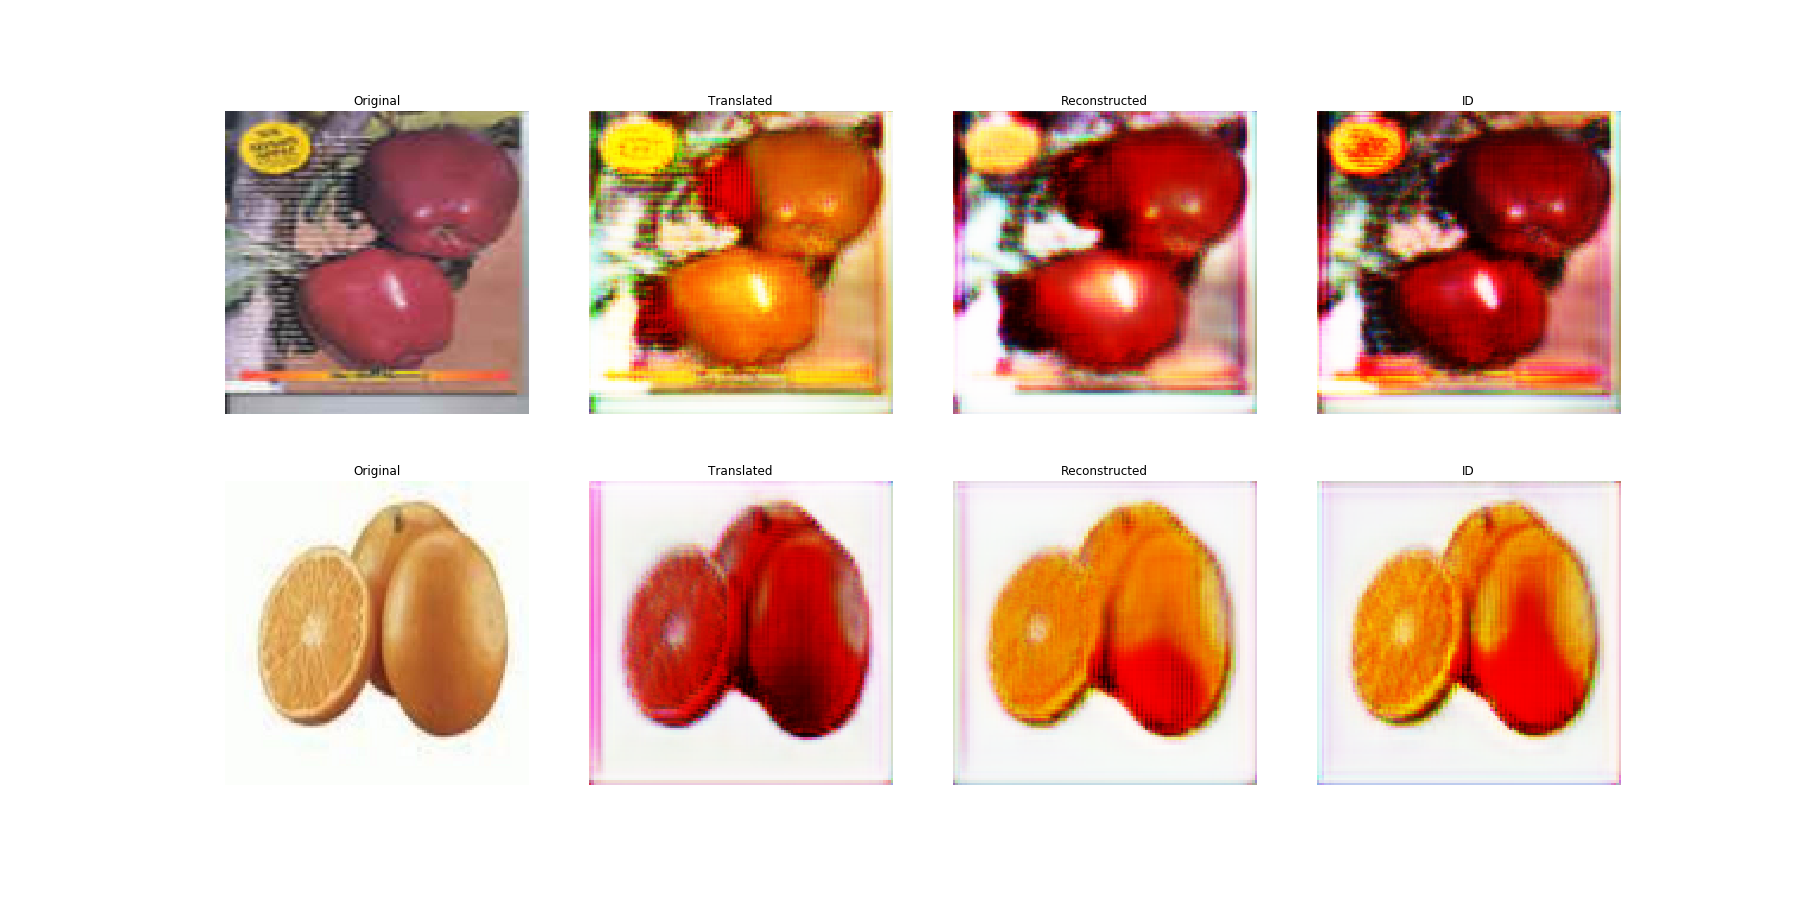 Original
Translated
Reconstructed
ID
Original
Translated
Reconstructed
ID